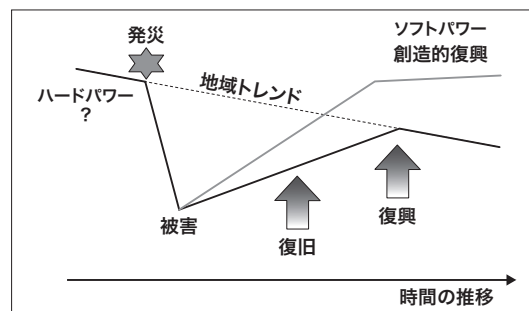 発災
ソフトパワー
創造的復興
地域トレンド
ハードパワー
?
被害
復旧
復興
時間の推移